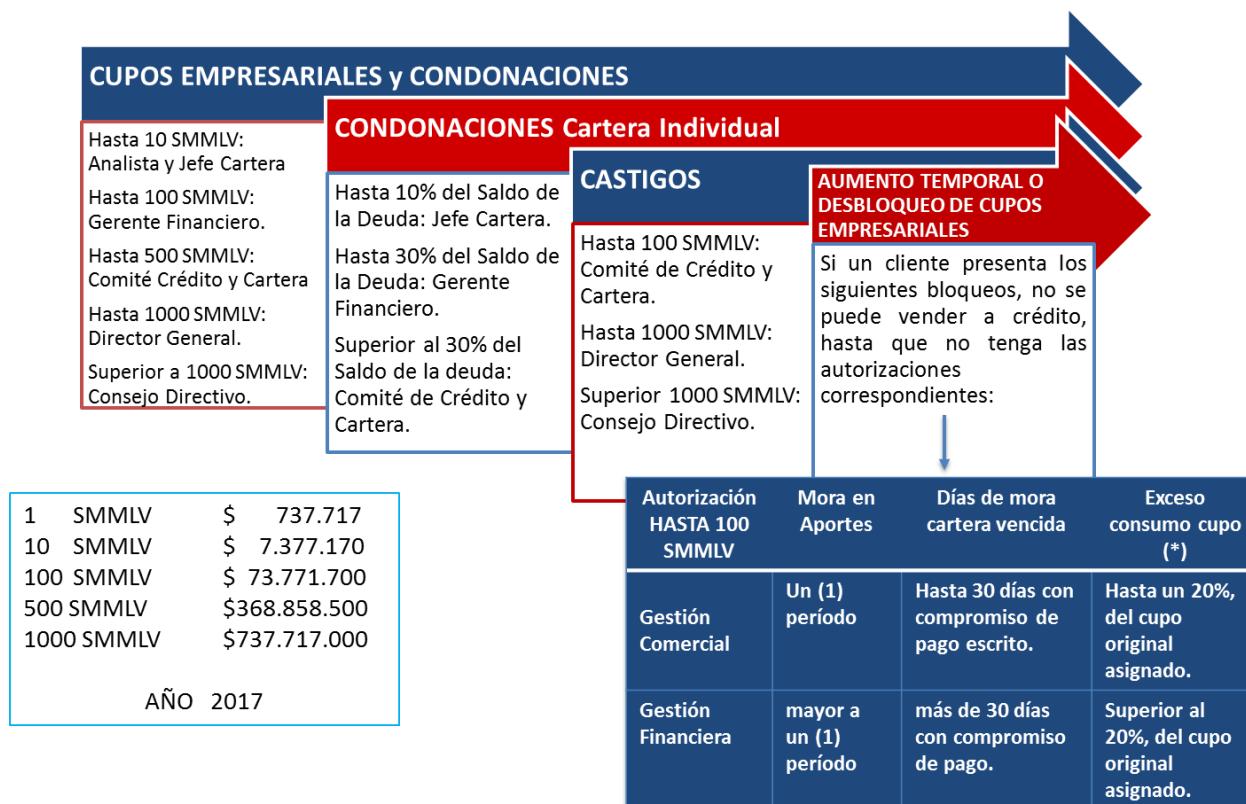 CUPOS EMPRESARIALES y CONDONACIONES
Hasta 10 SMMLV:
Analista y Jefe Cartera
Hasta 100 SMMLV:
Gerente Financiero.
Hasta 500 SMMLV:
Comité Crédito y Cartera
Hasta 1000 SMMLV:
Director General.
Superior a 1000 SMMLV:
Consejo Directivo.
CONDONACIONES Cartera Individual
Hasta 10% del Saldo de
la Deuda: Jefe Cartera.
Hasta 30% del Saldo de
la Deuda: Gerente
Financiero.
Superior al 30% del
Saldo de la deuda:
Comité de Crédito y
Cartera.
CASTIGOS
Hasta 100 SMMLV:
Comité de Crédito y
Cartera.
Hasta 1000 SMMLV:
Director General.
Superior 1000 SMMLV:
Consejo Directivo.
AUMENTO TEMPORAL O
DESBLOQUEO DE CUPOS
EMPRESARIALES
Si un cliente presenta los
siguientes bloqueos, no se
puede vender a crédito,
hasta que no tenga las
autorizaciones
correspondientes:
1 SMMLV $ 737.717
10 SMMLV $ 7.377.170
100 SMMLV $ 73.771.700
500 SMMLV $368.858.500
1000 SMMLV $737.717.000
AÑO 2017
Autorización
HASTA 100
SMMLV
Mora en
Aportes
Días de mora
cartera vencida
Exceso
consumo cupo
(*)
Gestión
Comercial
Un (1)
período
Hasta 30 días con
compromiso de
pago escrito.
Hasta un 20%,
del cupo
original
asignado.
Gestión
Financiera
mayor a
un (1)
período
más de 30 días
con compromiso
de pago.
Superior al
20%, del cupo
original
asignado.